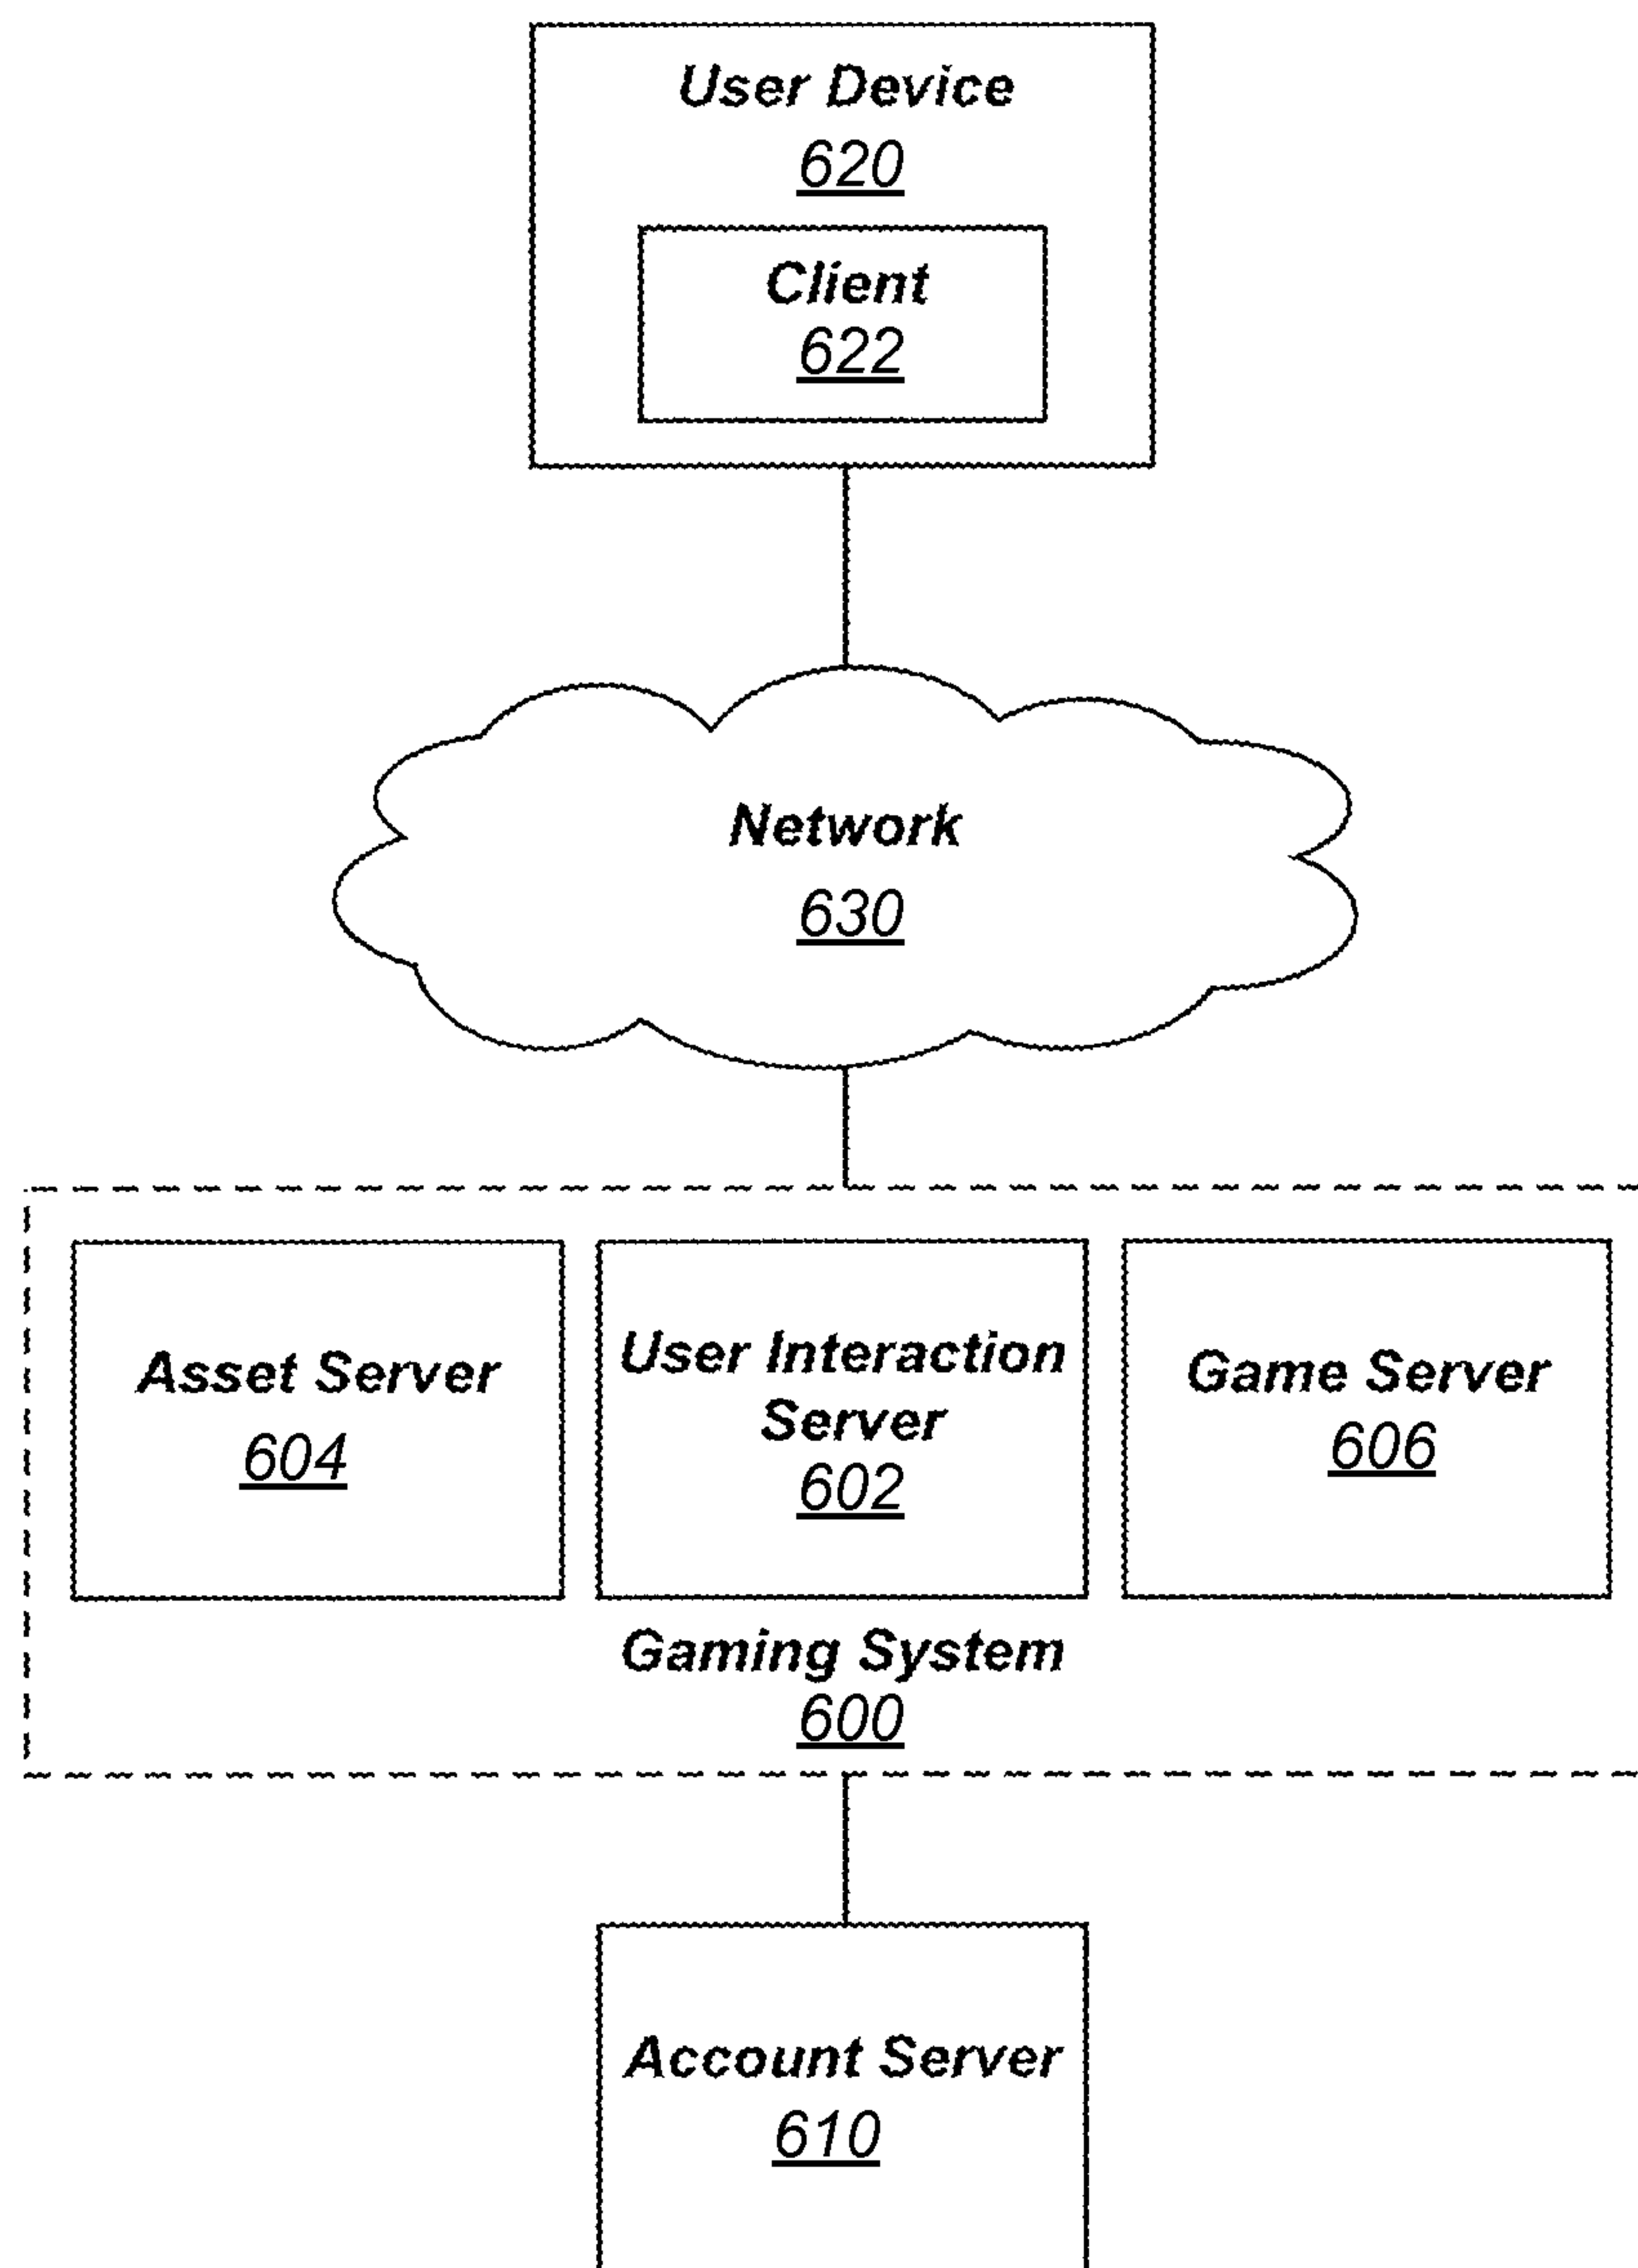 User Device
620
Client
622
Network
630
Asset Server
604
User Interaction
Server
602
Game Server
606
Gaming System
600
Account Server
610